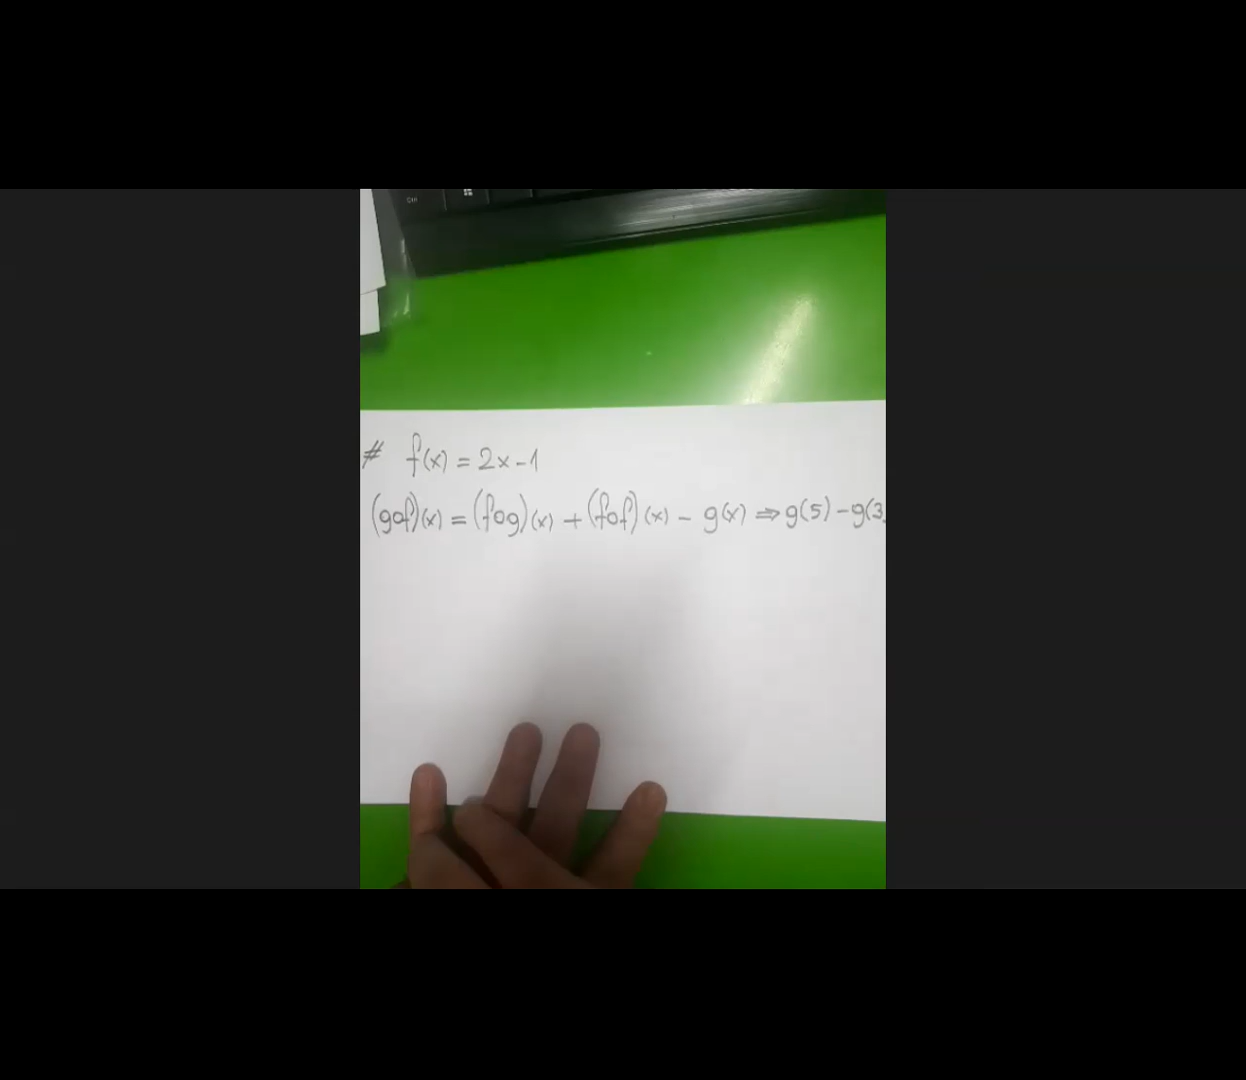 # f(x) = 2x-1
(gof)(x) = (fog)(x) + (fof)(x) - g(x) ⇒ g(5) - g(3